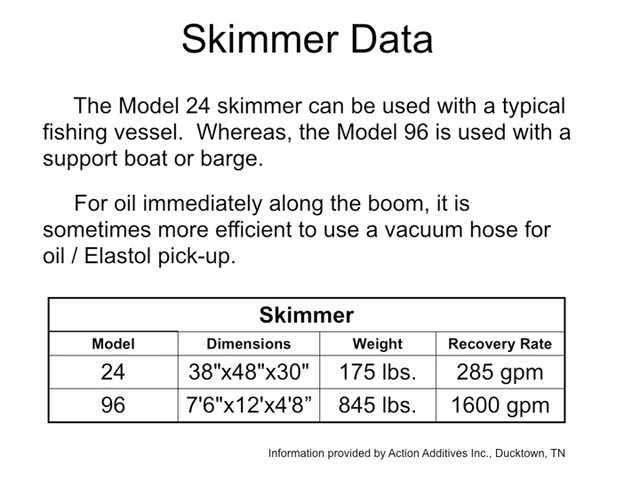 Skimmer Data
The Model 24 skimmer can be used with a typical
fishing vessel.  Whereas, the Model 96 is used with a
support boat or barge.
For oil immediately along the boom, it is
sometimes more efficient to use a vacuum hose for
oil / Elastol pick-up.
Skimmer
Model Dimensions Weight Recovery Rate
24 38"x48"x30" 175 lbs. 285 gpm
96 7'6"x12'x4'8” 845 lbs. 1600 gpm
Information provided by Action Additives Inc., Ducktown, TN